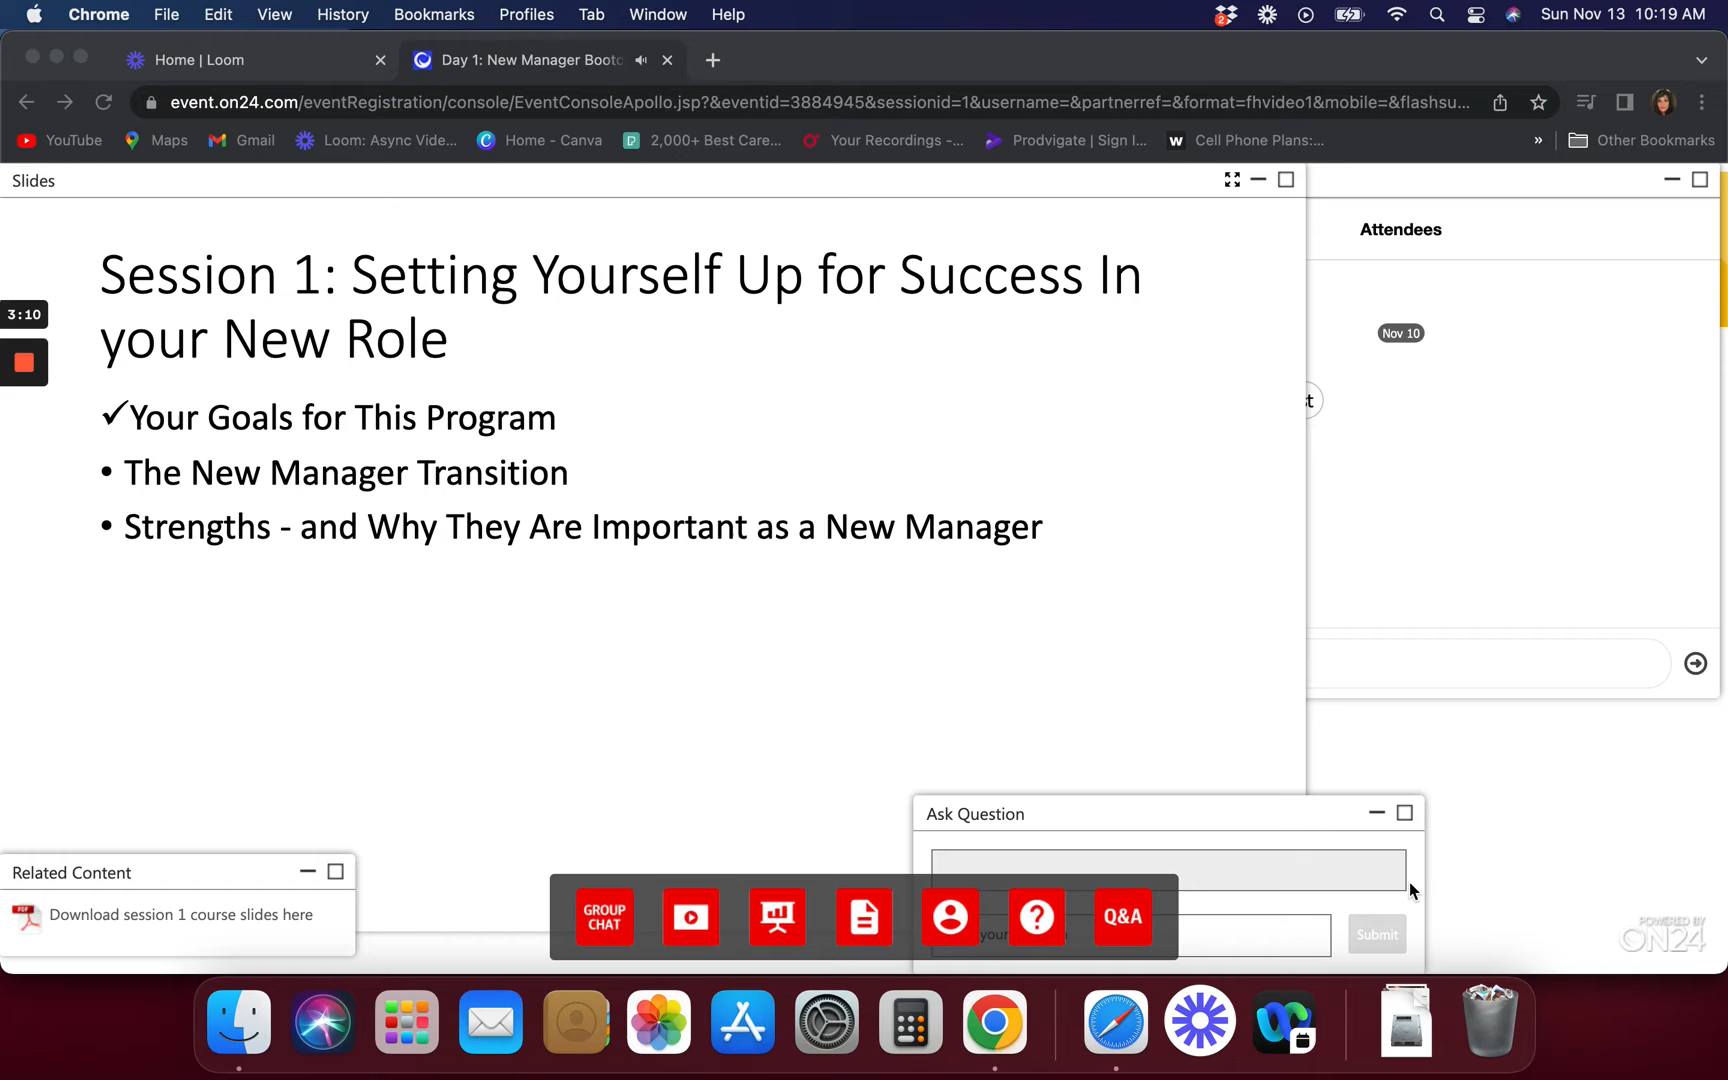 Chrome File Edit View History Bookmarks Profiles Tab Window Help
2
Sun Nov 13 10:19 AM
Home | Loom
Day 1: New Manager Bootc
event.on24.com/eventRegistration/console/EventConsoleApollo.jsp?&eventid=3884945&sessionid=1&username=&partnerref=&format=fhvideo1&mobile=&flashsu...
YouTube Maps Gmail Loom: Async Vide... Home - Canva 2,000+ Best Care... Your Recordings -... Prodvigate | Sign I... Cell Phone Plans:... » Other Bookmarks
Slides
Attendees
Session 1: Setting Yourself Up for Success In
your New Role
3:10
Nov 10
✓Your Goals for This Program
• The New Manager Transition
• Strengths - and Why They Are Important as a New Manager
Ask Question
Related Content
PDF
Download session 1 course slides here
GROUP
CHAT
?
Q&A
Submit
POWERED BY
ON24